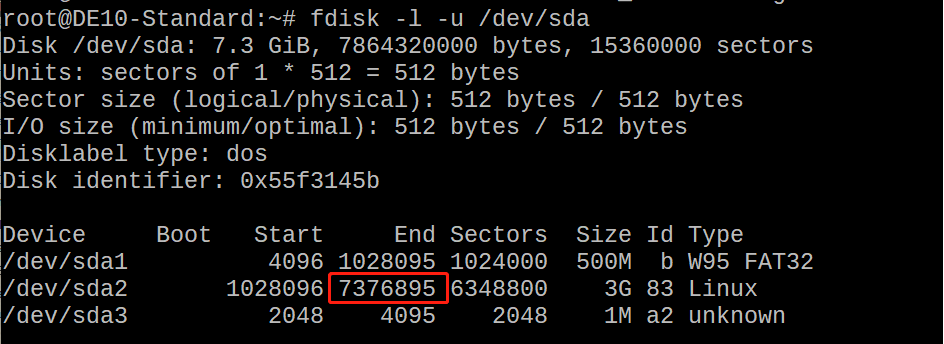 root@DE10-Standard:~# fdisk -l -u /dev/sda
Disk /dev/sda: 7.3 GiB, 7864320000 bytes, 15360000 sectors
Units: sectors of 1 * 512 = 512 bytes
Sector size (logical/physical): 512 bytes / 512 bytes
I/O size (minimum/optimal): 512 bytes / 512 bytes
Disklabel type: dos
Disk identifier: 0x55f3145b

Device     Boot   Start     End Sectors  Size Id Type
/dev/sda1          4096 1028095 1024000  500M  b W95 FAT32
/dev/sda2       1028096 7376895 6348800    3G 83 Linux
/dev/sda3          2048    4095    2048    1M a2 unknown